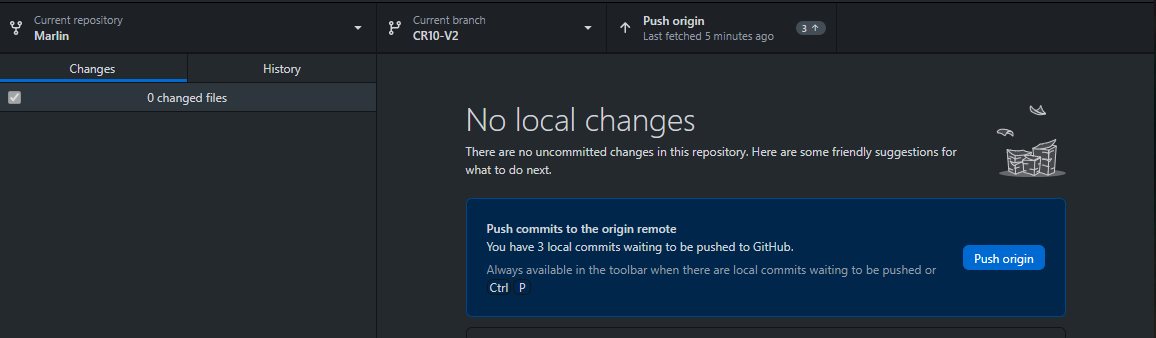 Current repository
Marlin
Current branch
CR10-V2
Push origin
Last fetched 5 minutes ago
3
Changes
History
0 changed files
No local changes
There are no uncommitted changes in this repository. Here are some friendly suggestions for
what to do next.
Push commits to the origin remote
You have 3 local commits waiting to be pushed to GitHub.
Always available in the toolbar when there are local commits waiting to be pushed or
Ctrl P
Push origin